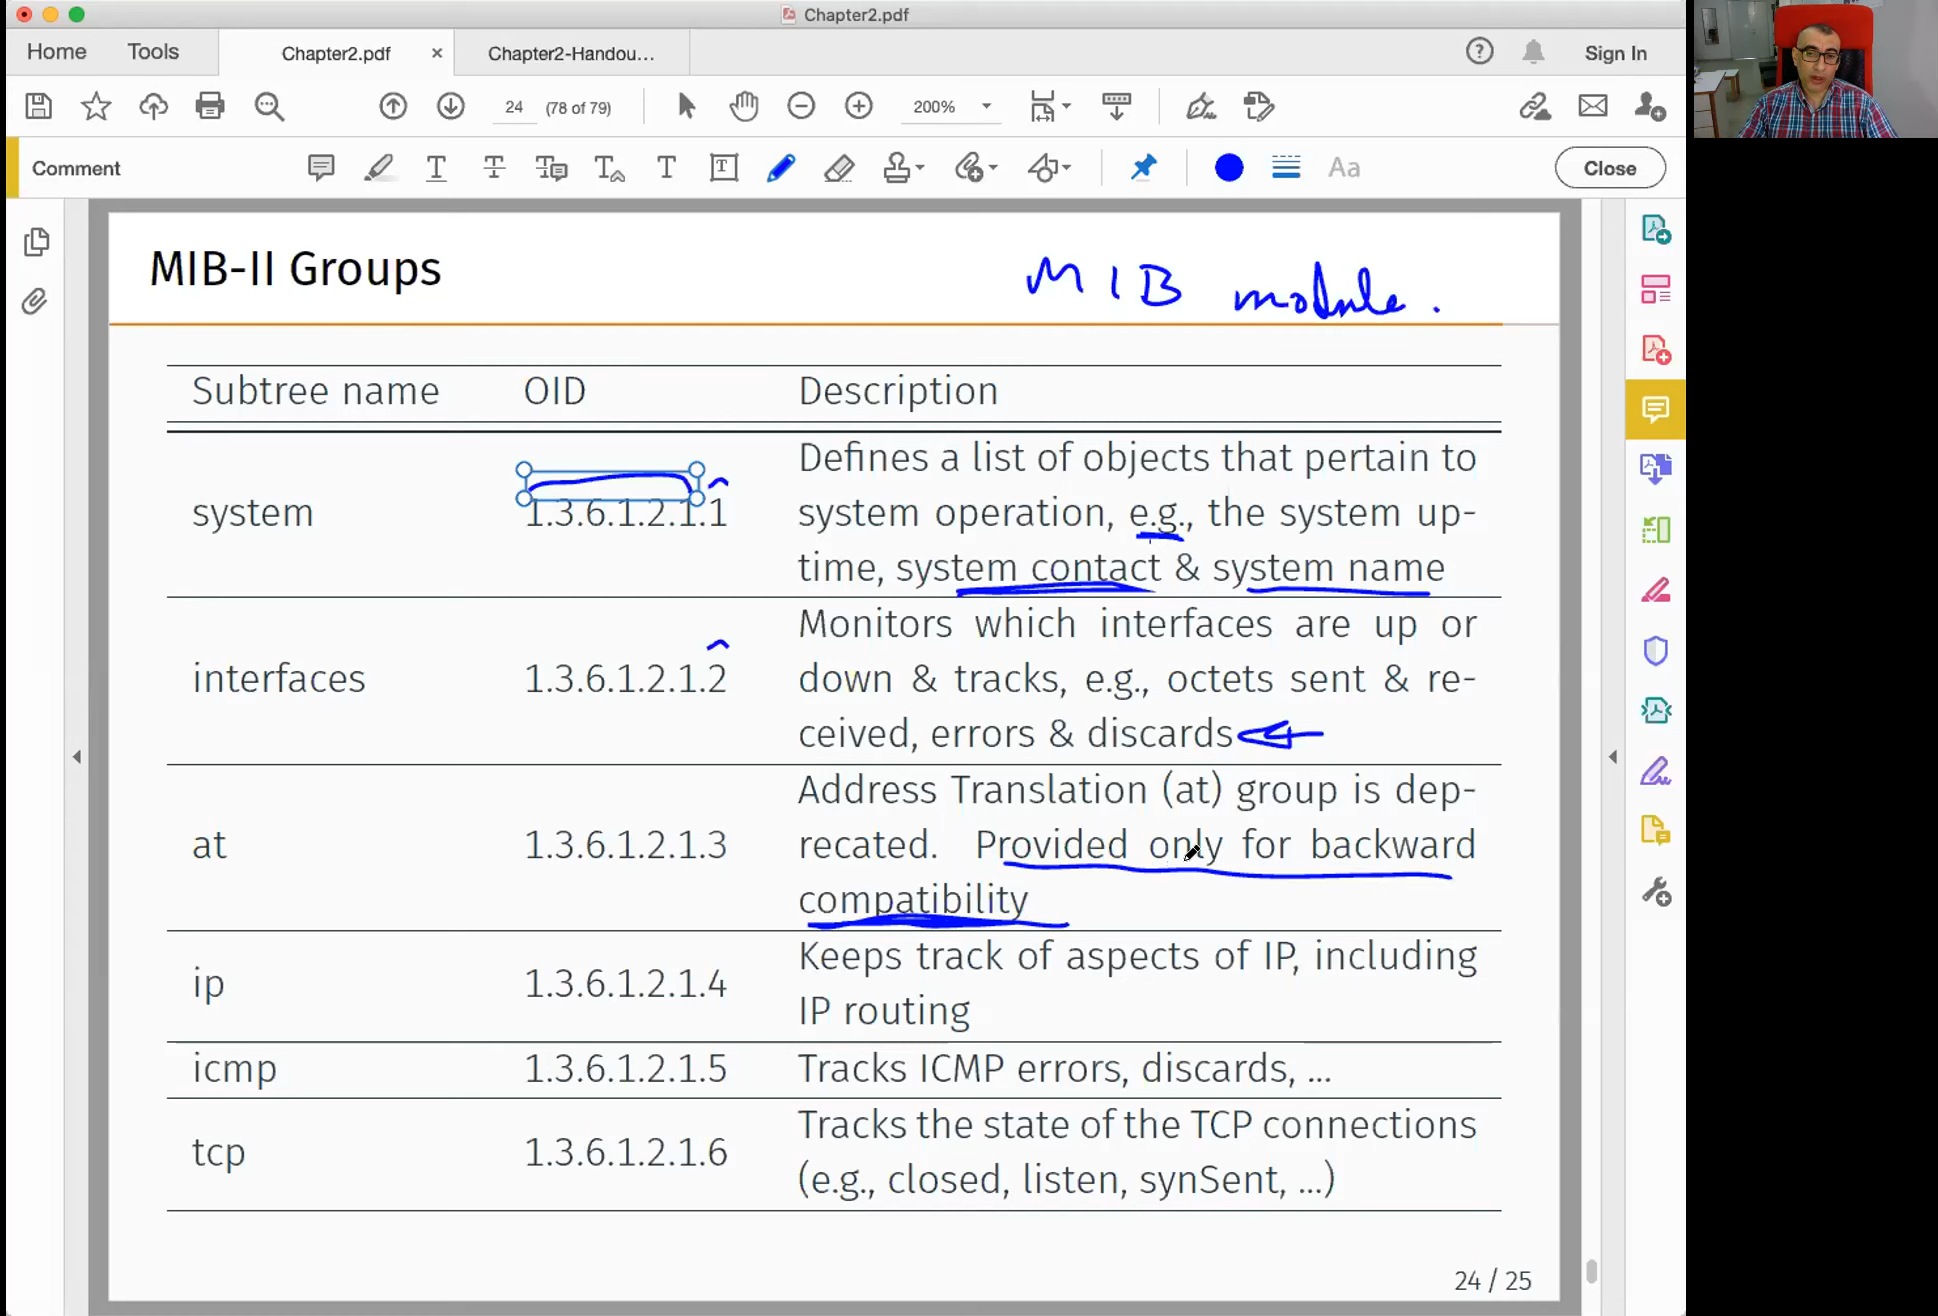 Chapter2.pdf
Home Tools Chapter2.pdf × Chapter2-Handou... Sign In
24 (78 of 79) 200%
Comment Aa Close
MIB-II Groups MIB module.
Subtree name OID Description
system 1.3.6.1.2.1.1 Defines a list of objects that pertain to
system operation, e.g., the system up-
time, system contact & system name
interfaces 1.3.6.1.2.1.2 Monitors which interfaces are up or
down & tracks, e.g., octets sent & re-
ceived, errors & discards
at 1.3.6.1.2.1.3 Address Translation (at) group is dep-
recated. Provided only for backward
compatibility
ip 1.3.6.1.2.1.4 Keeps track of aspects of IP, including
IP routing
icmp 1.3.6.1.2.1.5 Tracks ICMP errors, discards, ...
tcp 1.3.6.1.2.1.6 Tracks the state of the TCP connections
(e.g., closed, listen, synSent, ...)
24 / 25